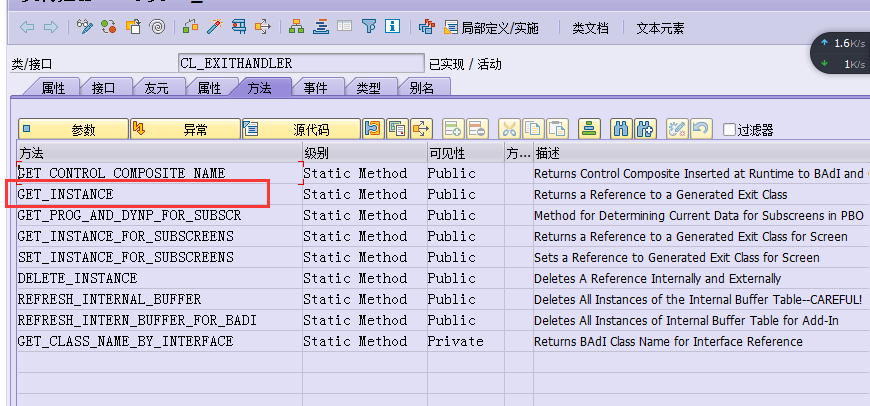 局部定义/实施 类文档 文本元素
↑ 1.6K/s
↓ 1K/s
类/接口 CL_EXITHANDLER 已实现 / 活动
属性 接口 友元 属性 方法 事件 类型 别名
参数 异常 源代码 过滤器
方法 级别 可见性 方... 描述
GET_CONTROL_COMPOSITE_NAME Static Method Public Returns Control Composite Inserted at Runtime to BAdI and
GET_INSTANCE Static Method Public Returns a Reference to a Generated Exit Class
GET_PROG_AND_DYNP_FOR_SUBSCR Static Method Public Method for Determining Current Data for Subscreens in PBO
GET_INSTANCE_FOR_SUBSCREENS Static Method Public Returns a Reference to a Generated Exit Class for Screen
SET_INSTANCE_FOR_SUBSCREENS Static Method Public Sets a Reference to Generated Exit Class for Screen
DELETE_INSTANCE Static Method Public Deletes A Reference Internally and Externally
REFRESH_INTERNAL_BUFFER Static Method Public Deletes All Instances of the Internal Buffer Table--CAREFUL!
REFRESH_INTERN_BUFFER_FOR_BADI Static Method Public Deletes All Instances of Internal Buffer Table for Add-In
GET_CLASS_NAME_BY_INTERFACE Static Method Private Returns BAdI Class Name for Interface Reference